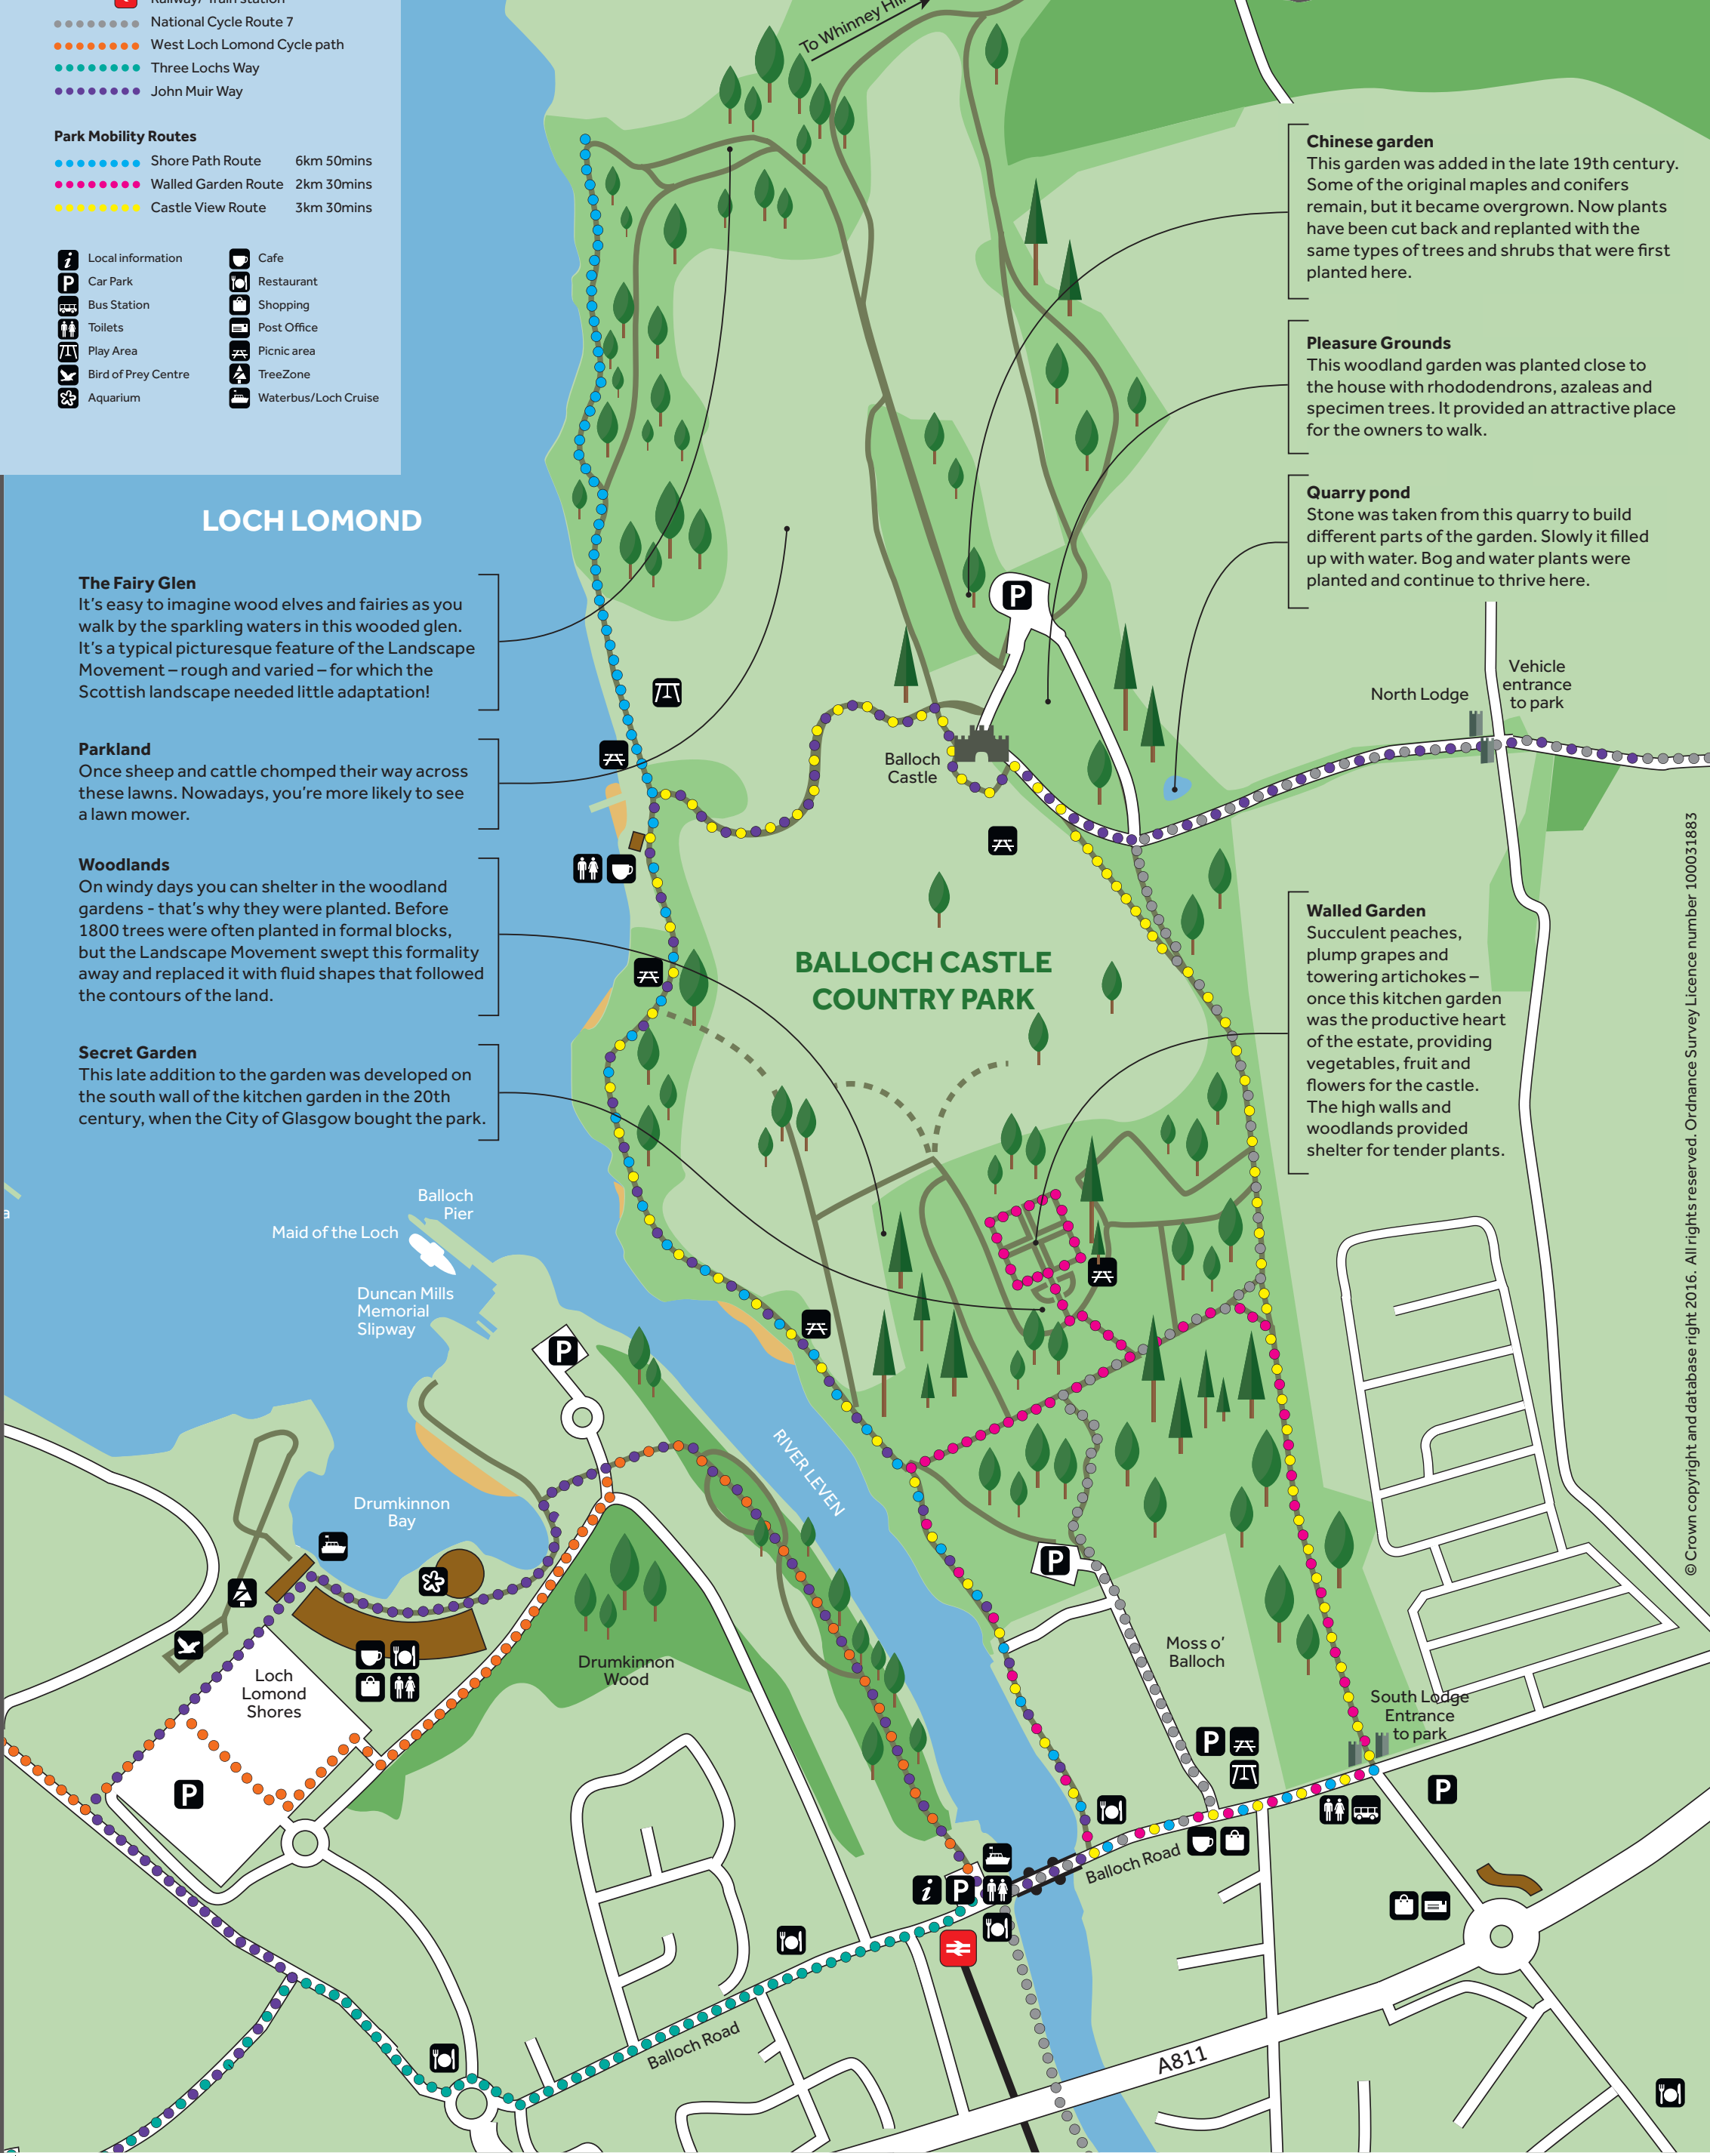 Railway/ Train station
National Cycle Route 7
West Loch Lomond Cycle path
Three Lochs Way
John Muir Way
Park Mobility Routes
Shore Path Route 6km 50mins
Walled Garden Route 2km 30mins
Castle View Route 3km 30mins
Local information
Car Park
Bus Station
Toilets
Play Area
Bird of Prey Centre
Aquarium
Cafe
Restaurant
Shopping
Post Office
Picnic area
TreeZone
Waterbus/Loch Cruise
To Whinney Hill
LOCH LOMOND
The Fairy Glen
It's easy to imagine wood elves and fairies as you
walk by the sparkling waters in this wooded glen.
It's a typical picturesque feature of the Landscape
Movement – rough and varied – for which the
Scottish landscape needed little adaptation!
Parkland
Once sheep and cattle chomped their way across
these lawns. Nowadays, you're more likely to see
a lawn mower.
Woodlands
On windy days you can shelter in the woodland
gardens - that's why they were planted. Before
1800 trees were often planted in formal blocks,
but the Landscape Movement swept this formality
away and replaced it with fluid shapes that followed
the contours of the land.
Secret Garden
This late addition to the garden was developed on
the south wall of the kitchen garden in the 20th
century, when the City of Glasgow bought the park.
Chinese garden
This garden was added in the late 19th century.
Some of the original maples and conifers
remain, but it became overgrown. Now plants
have been cut back and replanted with the
same types of trees and shrubs that were first
planted here.
Pleasure Grounds
This woodland garden was planted close to
the house with rhododendrons, azaleas and
specimen trees. It provided an attractive place
for the owners to walk.
Quarry pond
Stone was taken from this quarry to build
different parts of the garden. Slowly it filled
up with water. Bog and water plants were
planted and continue to thrive here.
P
North Lodge
Vehicle
entrance
to park
Balloch
Castle
BALLOCH CASTLE
COUNTRY PARK
Walled Garden
Succulent peaches,
plump grapes and
towering artichokes –
once this kitchen garden
was the productive heart
of the estate, providing
vegetables, fruit and
flowers for the castle.
The high walls and
woodlands provided
shelter for tender plants.
© Crown copyright and database right 2016. All rights reserved. Ordnance Survey Licence number 100031883
a
Balloch
Pier
Maid of the Loch
Duncan Mills
Memorial
Slipway
P
RIVER LEVEN
Drumkinnon
Bay
P
Loch
Lomond
Shores
Drumkinnon
Wood
Moss o'
Balloch
South Lodge
Entrance
to park
P
P
P
Balloch Road
i P
Balloch Road
A811